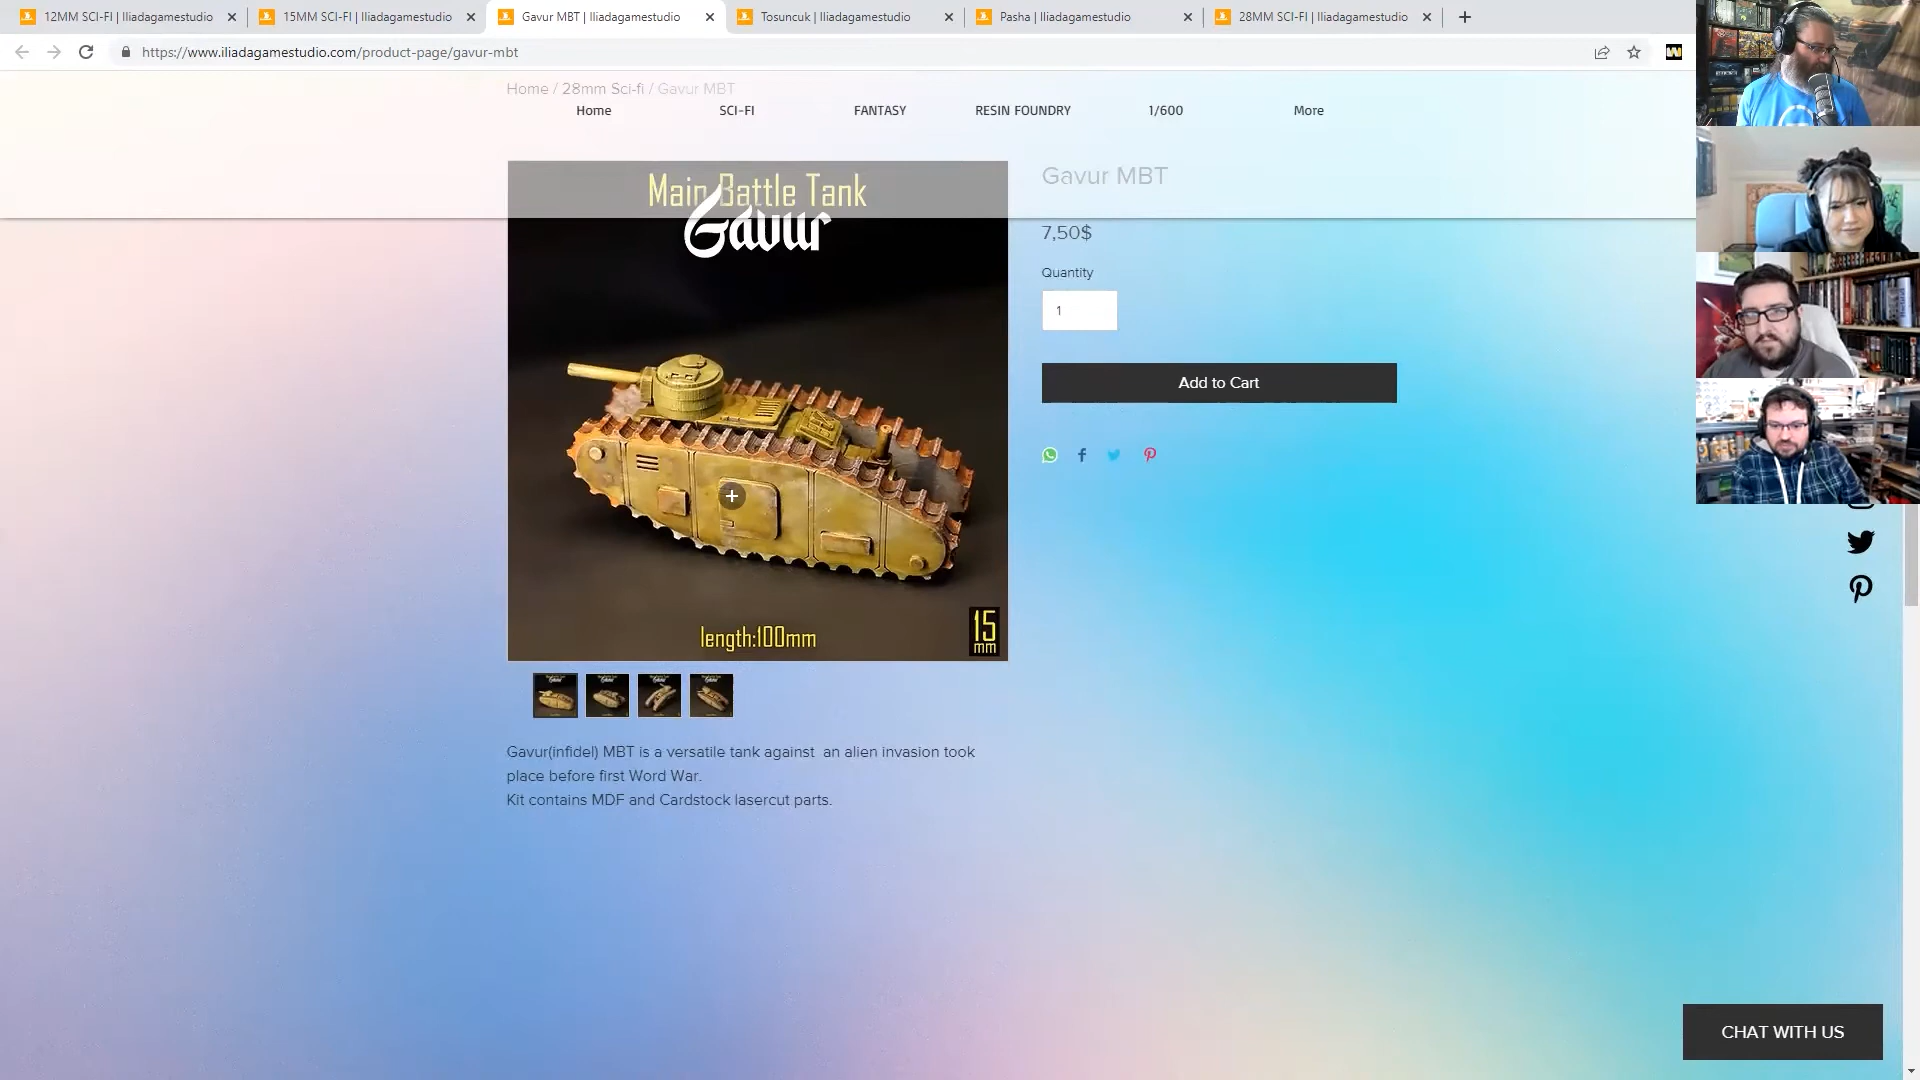 12MM SCI-FI | Iliadagamestudio
15MM SCI-FI | Iliadagamestudio
Gavur MBT | Iliadagamestudio
Tosuncuk | Iliadagamestudio
Pasha | Iliadagamestudio
28MM SCI-FI | Iliadagamestudio
https://www.iliadagamestudio.com/product-page/gavur-mbt
Home / 28mm Sci-fi / Gavur MBT
Home
SCI-FI
FANTASY
RESIN FOUNDRY
1/600
More
Main Battle Tank
Gavur
length:100mm
15
mm
Gavur MBT
7,50$
Quantity
1
Add to Cart
Gavur(infidel) MBT is a versatile tank against  an alien invasion took
place before first Word War.
Kit contains MDF and Cardstock lasercut parts.
CHAT WITH US